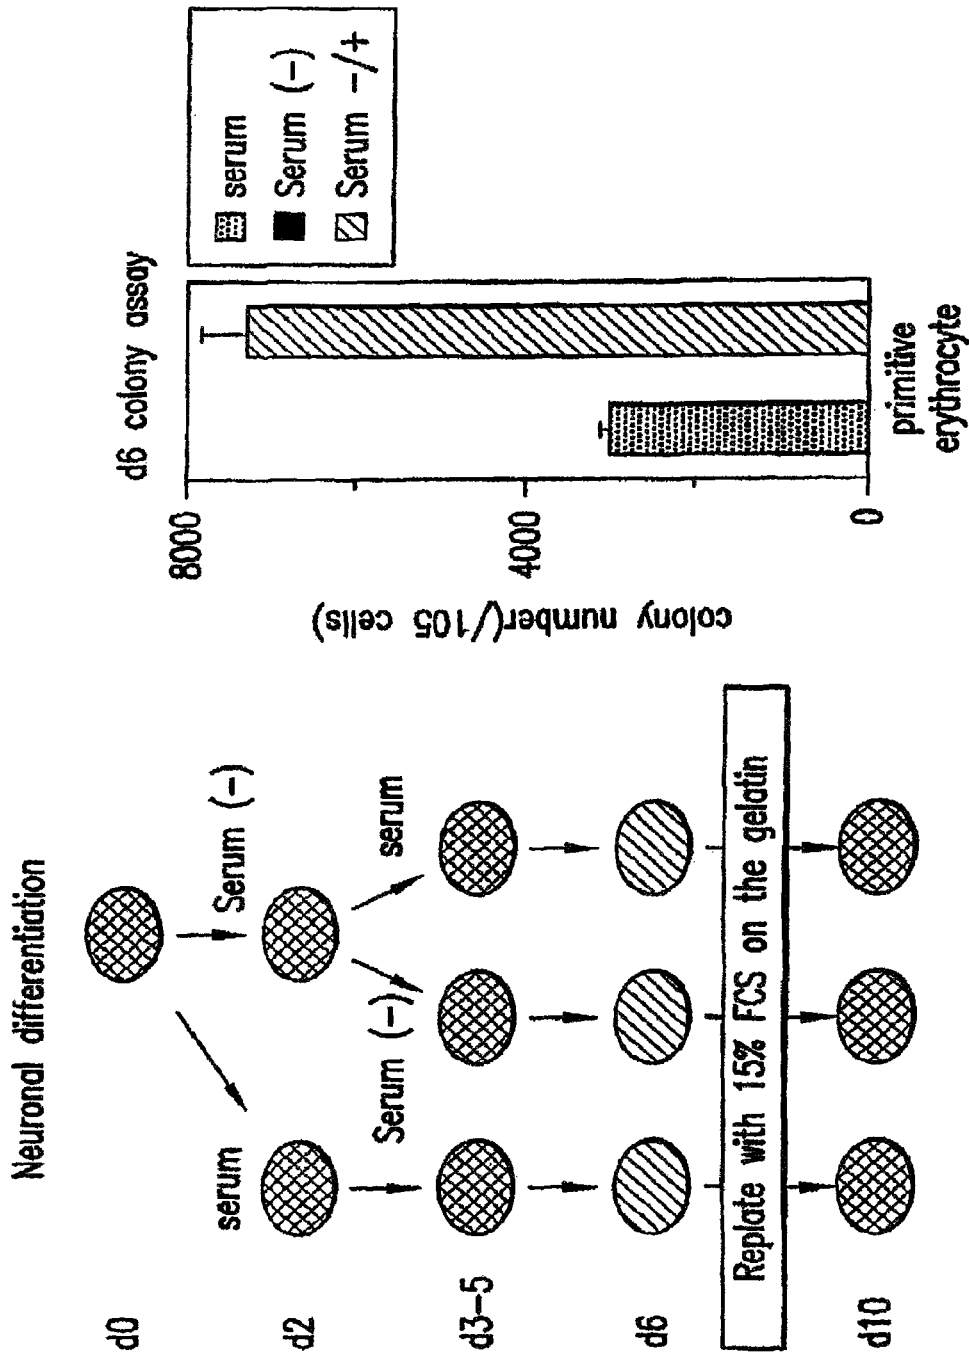 Neuronal differentiation
d0
serum
Serum (-)
d2
Serum (-)
serum
d3-5
d6
Replate with 15% FCS on the gelatin
d10
d6 colony assay
8000
4000
0
colony number(/105 cells)
primitive
erythrocyte
serum
Serum (-)
Serum -/+